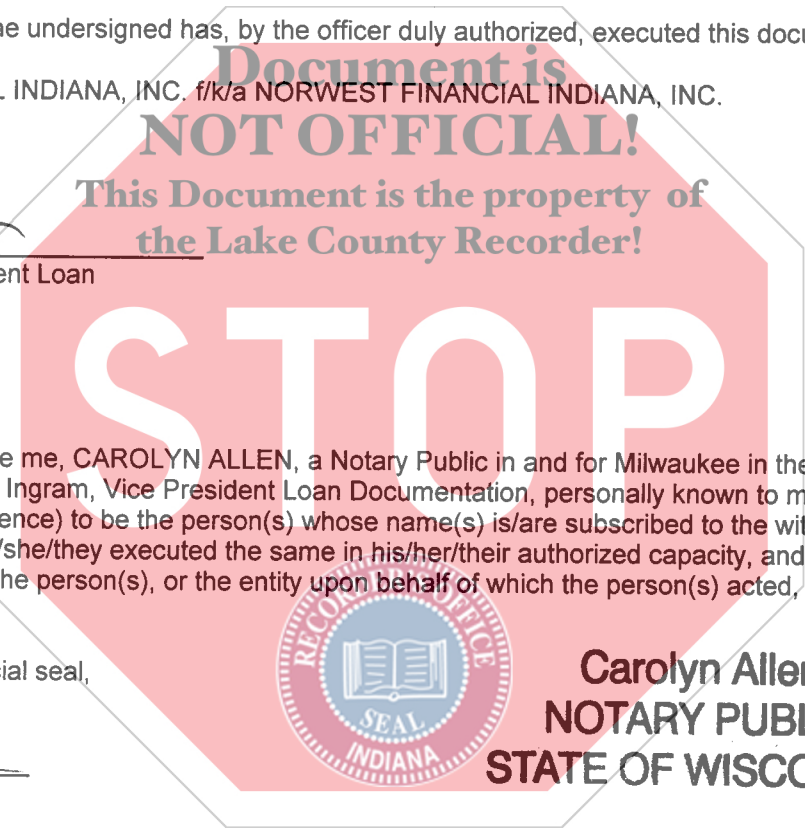 ne undersigned has, by the officer duly authorized, executed this docu
Document is
L INDIANA, INC. f/k/a NORWEST FINANCIAL INDIANA, INC.
NOT OFFICIAL!
This Document is the property of
the Lake County Recorder!
ent Loan
STOP
e me, CAROLYN ALLEN, a Notary Public in and for Milwaukee in the
Ingram, Vice President Loan Documentation, personally known to m
ence) to be the person(s) whose name(s) is/are subscribed to the wit
/she/they executed the same in his/her/their authorized capacity, and
he person(s), or the entity upon behalf of which the person(s) acted,
RECORDER'S OFFICE
cial seal,
Carolyn Allen
SEAL
NOTARY PUBL
INDIANA
STATE OF WISCO